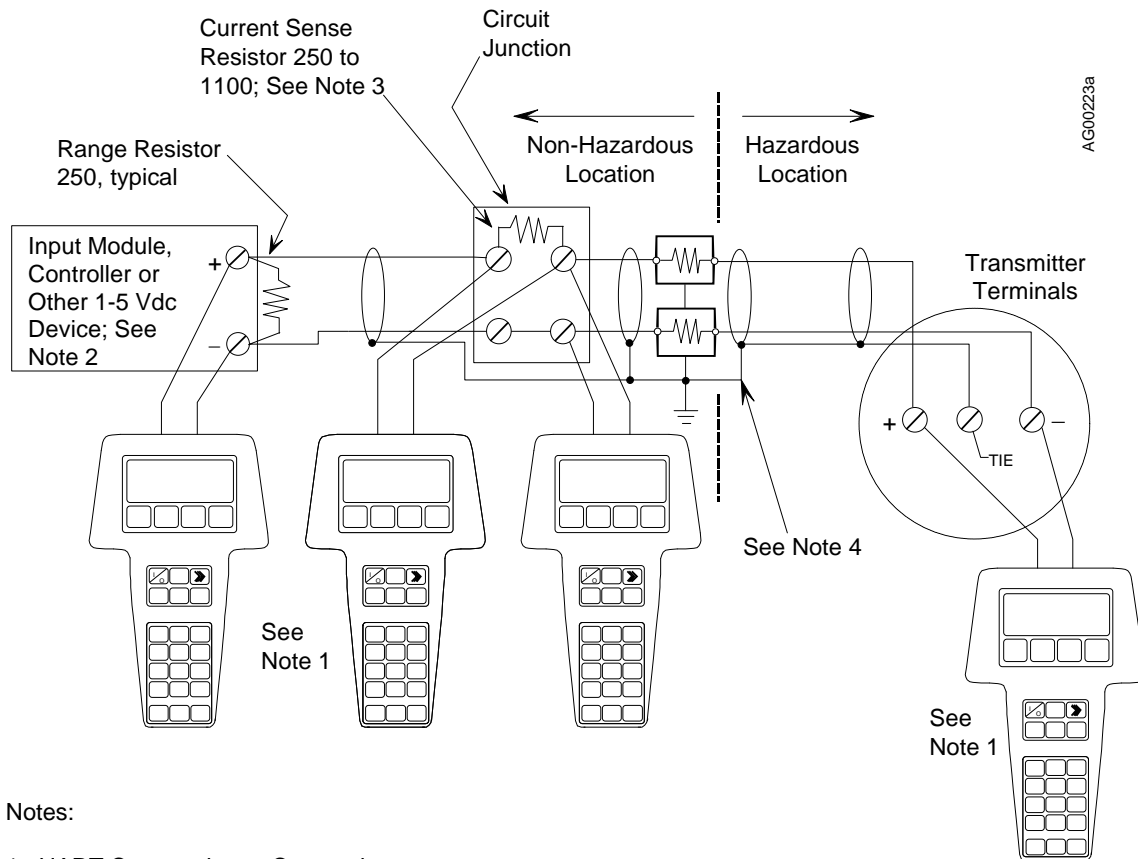 Current Sense
Resistor 250 to
1100; See Note 3
Circuit
Junction
AG00223a
Non-Hazardous
Location
Hazardous
Location
Range Resistor
250, typical
Input Module,
Controller or
Other 1-5 Vdc
Device; See
Note 2
+
–
Transmitter
Terminals
+
–
TIE
See Note 4
See
Note 1
See
Note 1
Notes: